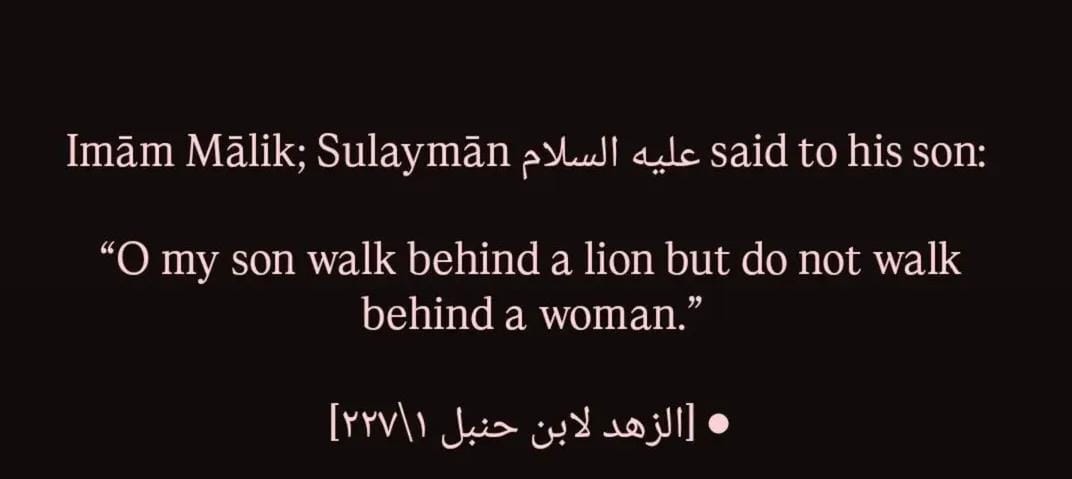 Imām Mālik; Sulaymān عليه السلام said to his son:
“O my son walk behind a lion but do not walk
behind a woman.”
● [الزهد لابن حنبل ١\٢٢٧]